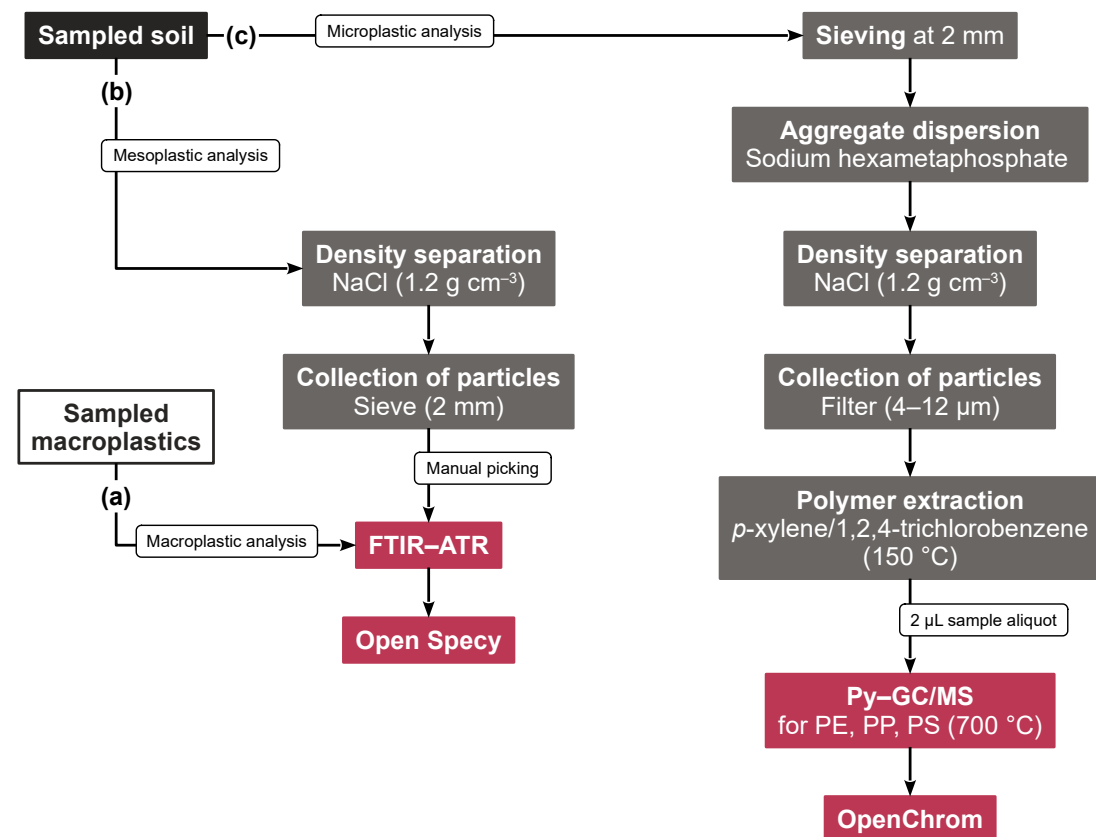 Sampled soil
(c)
Microplastic analysis
Sieving at 2 mm
(b)
Mesoplastic analysis
Aggregate dispersion
Sodium hexametaphosphate
Density separation
NaCl (1.2 g cm⁻³)
Density separation
NaCl (1.2 g cm⁻³)
Collection of particles
Sieve (2 mm)
Collection of particles
Filter (4–12 µm)
Sampled
macroplastics
Manual picking
(a)
Macroplastic analysis
FTIR–ATR
Polymer extraction
p-xylene/1,2,4-trichlorobenzene
(150 °C)
Open Specy
2 µL sample aliquot
Py–GC/MS
for PE, PP, PS (700 °C)
OpenChrom